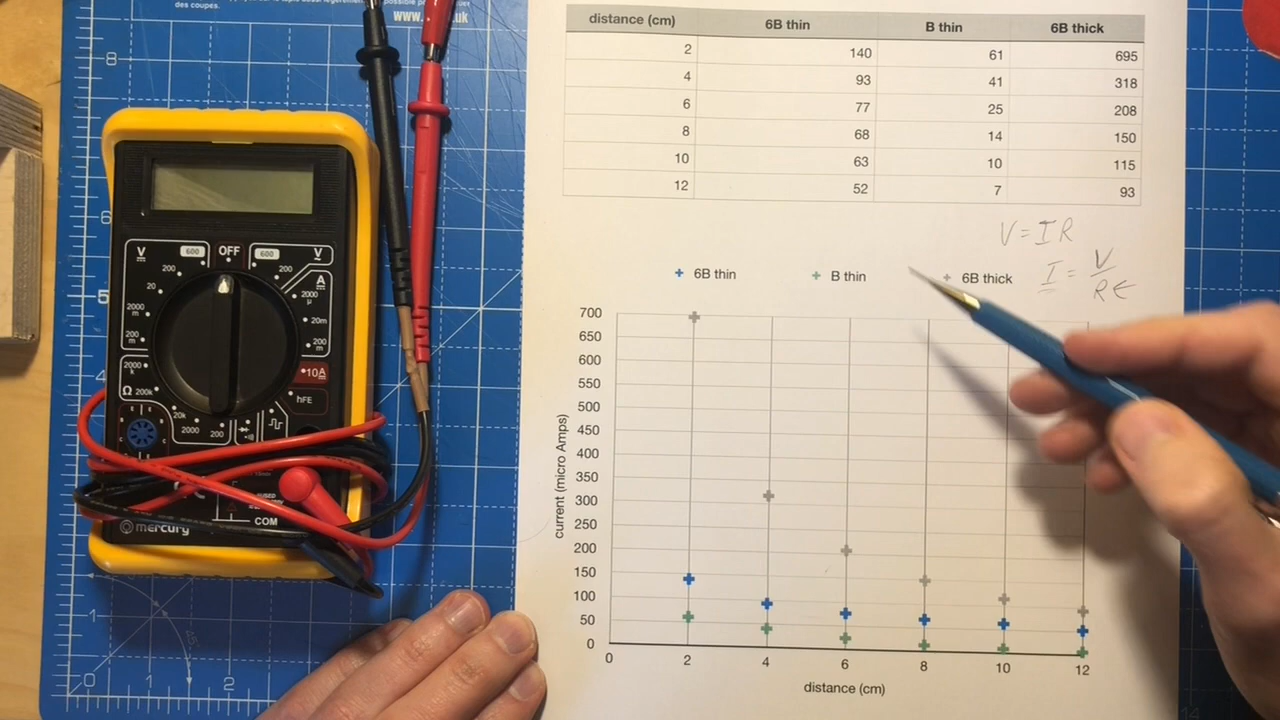 des coupes.
www.
k.uk
8
6
5
4
1
0 1 2
45°
V 600 OFF 600 V
200 200 A
20 2000 µ
2000 m 20m
200 m 200 m
2000 k 10A
Ω 200k hFE
20k 2000 200
COM
mercury
distance (cm) 6B thin B thin 6B thick
2 140 61 695
4 93 41 318
6 77 25 208
8 68 14 150
10 63 10 115
12 52 7 93
V = I R
I = V
R
6B thin B thin 6B thick
700
650
600
550
500
450
400
350
300
250
200
150
100
50
0
current (micro Amps)
0 2 4 6 8 10 12
distance (cm)
14